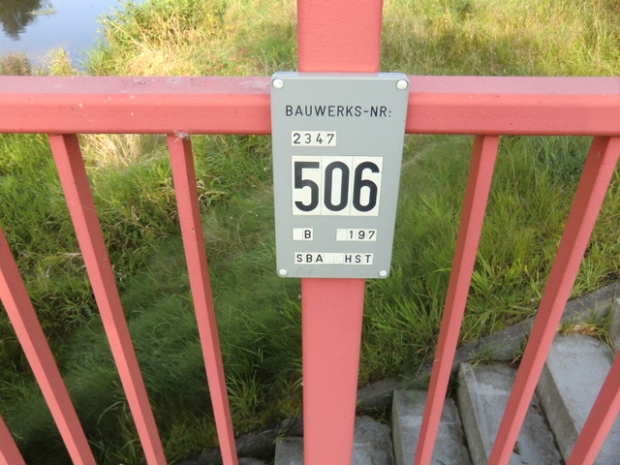 BAUWERKS-NR:
2347
506
B 197
SBA HST